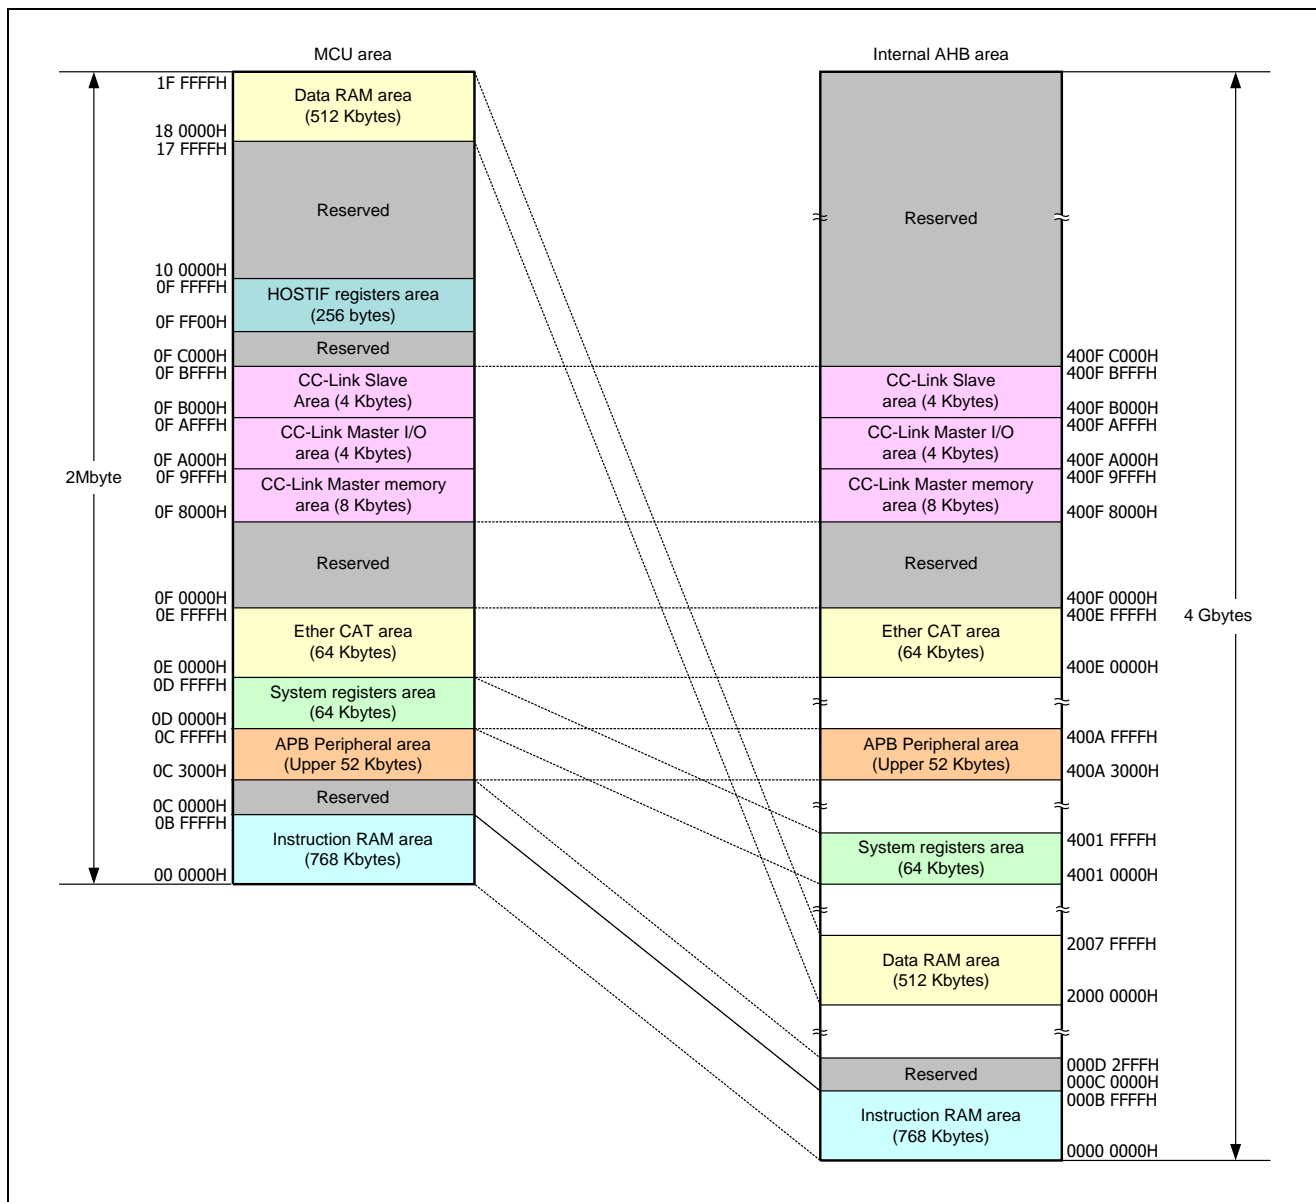 MCU area
Internal AHB area
1F FFFFH
Data RAM area
(512 Kbytes)
18 0000H
17 FFFFH
Reserved
10 0000H
0F FFFFH
HOSTIF registers area
(256 bytes)
0F FF00H
Reserved
0F C000H
0F BFFFH
CC-Link Slave
Area (4 Kbytes)
0F B000H
0F AFFFH
CC-Link Master I/O
area (4 Kbytes)
0F A000H
0F 9FFFH
CC-Link Master memory
area (8 Kbytes)
0F 8000H
2Mbyte
Reserved
0F 0000H
0E FFFFH
Ether CAT area
(64 Kbytes)
0E 0000H
0D FFFFH
System registers area
(64 Kbytes)
0D 0000H
0C FFFFH
APB Peripheral area
(Upper 52 Kbytes)
0C 3000H
Reserved
0C 0000H
0B FFFFH
Instruction RAM area
(768 Kbytes)
00 0000H
Reserved
400F C000H
400F BFFFH
CC-Link Slave
area (4 Kbytes)
400F B000H
400F AFFFH
CC-Link Master I/O
area (4 Kbytes)
400F A000H
400F 9FFFH
CC-Link Master memory
area (8 Kbytes)
400F 8000H
Reserved
400F 0000H
400E FFFFH
4 Gbytes
Ether CAT area
(64 Kbytes)
400E 0000H
400A FFFFH
APB Peripheral area
(Upper 52 Kbytes)
400A 3000H
4001 FFFFH
System registers area
(64 Kbytes)
4001 0000H
2007 FFFFH
Data RAM area
(512 Kbytes)
2000 0000H
000D 2FFFH
Reserved
000C 0000H
000B FFFFH
Instruction RAM area
(768 Kbytes)
0000 0000H